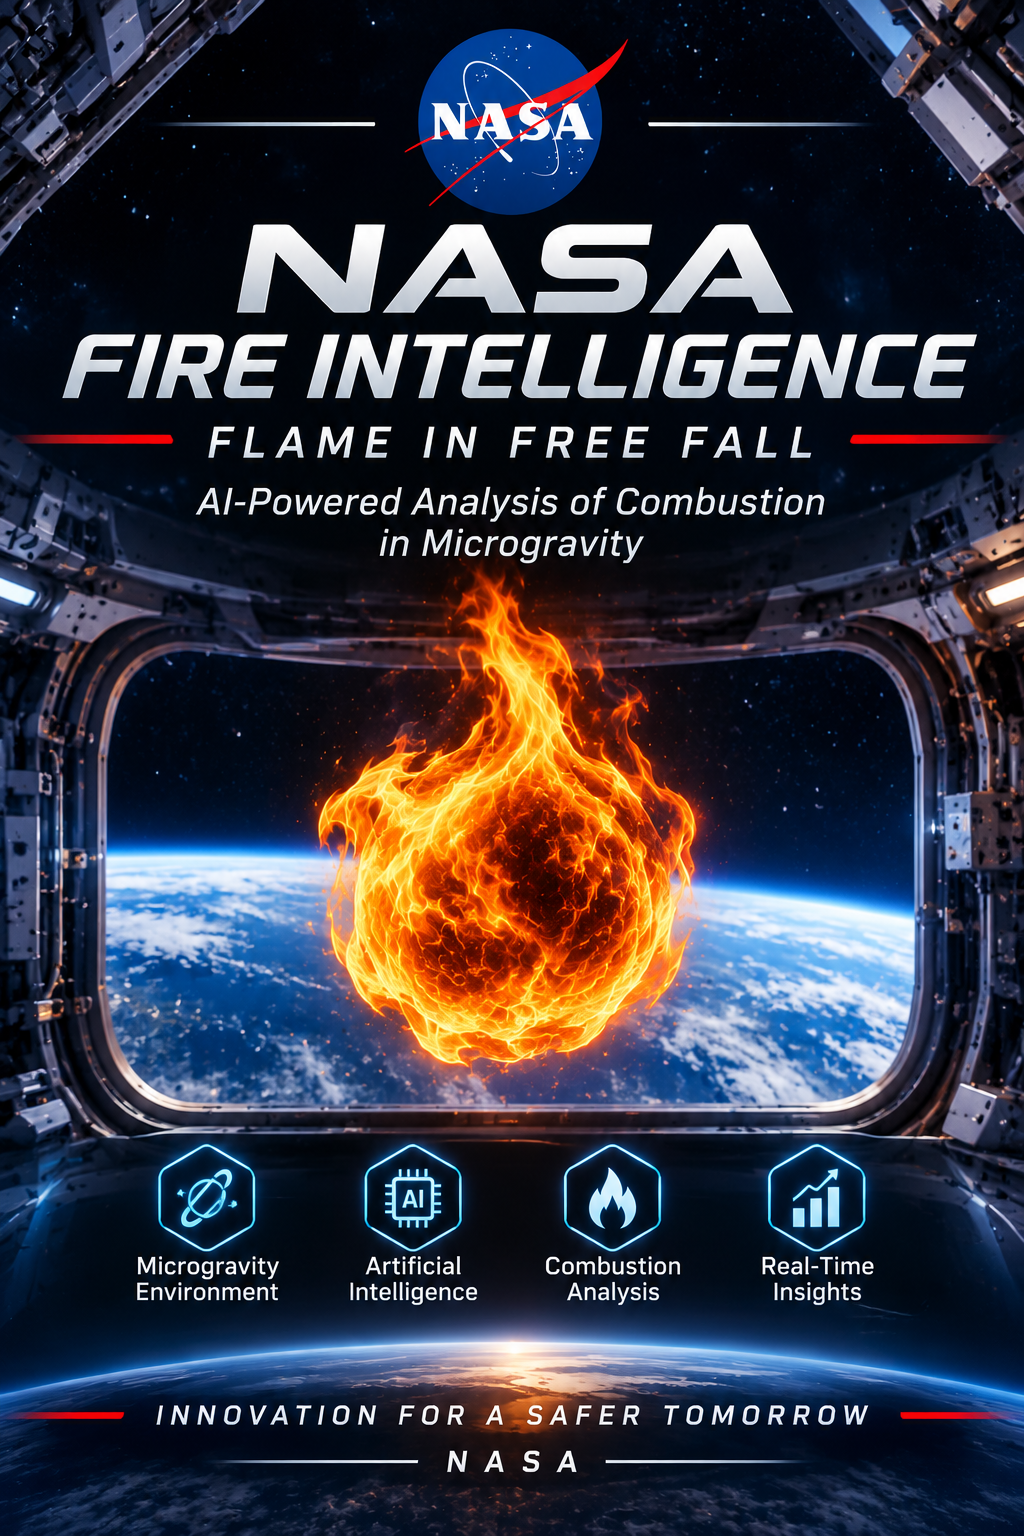 NASA
NASA
FIRE INTELLIGENCE
FLAME IN FREE FALL
AI-Powered Analysis of Combustion
in Microgravity
Microgravity
Environment
AI
Artificial
Intelligence
Combustion
Analysis
Real-Time
Insights
INNOVATION FOR A SAFER TOMORROW
NASA